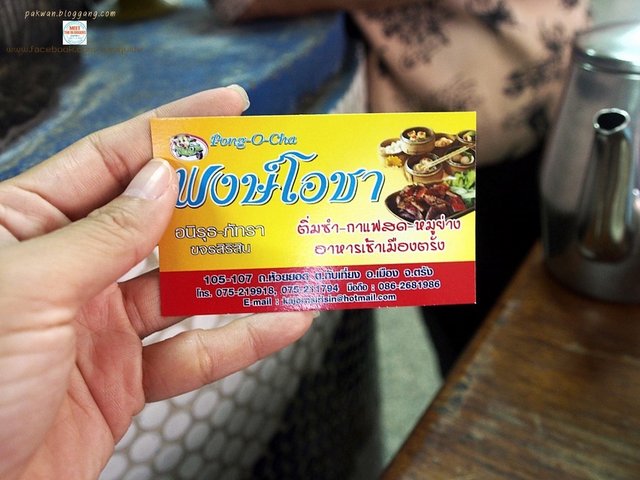 pakwan.bloggang.com
Pong-O-Cha
พงษ์โอชา
อนิรุธ-ภัทรา
ขจรสิริสิน
ติ่มซำ-กาแฟสด-หมูย่าง
อาหารเช้าเมืองตรัง
105-107 ถ.ห้วยยอด ต.ทับเที่ยง อ.เมือง จ.ตรัง
โทร. 075-219918, 075-211794 มือถือ : 086-2681986
E-mail :